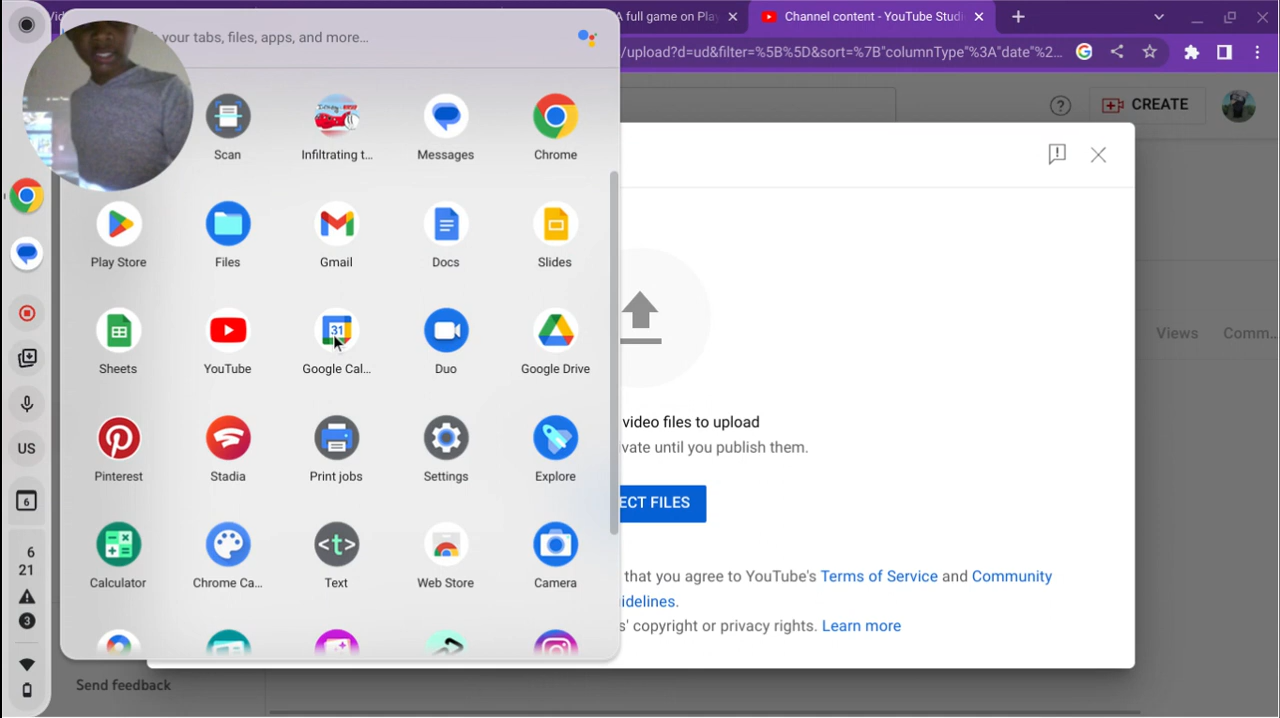 your tabs, files, apps, and more...
A full game on Play
Channel content - YouTube Studi
/upload?d=ud&filter=%5B%5D&sort=%7B"columnType"%3A"date"%2...
CREATE
Scan
Infiltrating t...
Messages
Chrome
Play Store
Files
Gmail
Docs
Slides
31
Sheets
YouTube
Google Cal...
Duo
Google Drive
Views
Comm...
video files to upload
vate until you publish them.
Pinterest
Stadia
Print jobs
Settings
Explore
ECT FILES
<t>
Calculator
Chrome Ca...
Text
Web Store
Camera
that you agree to YouTube's Terms of Service and Community
idelines.
s' copyright or privacy rights. Learn more
US
6
6
21
3
Send feedback